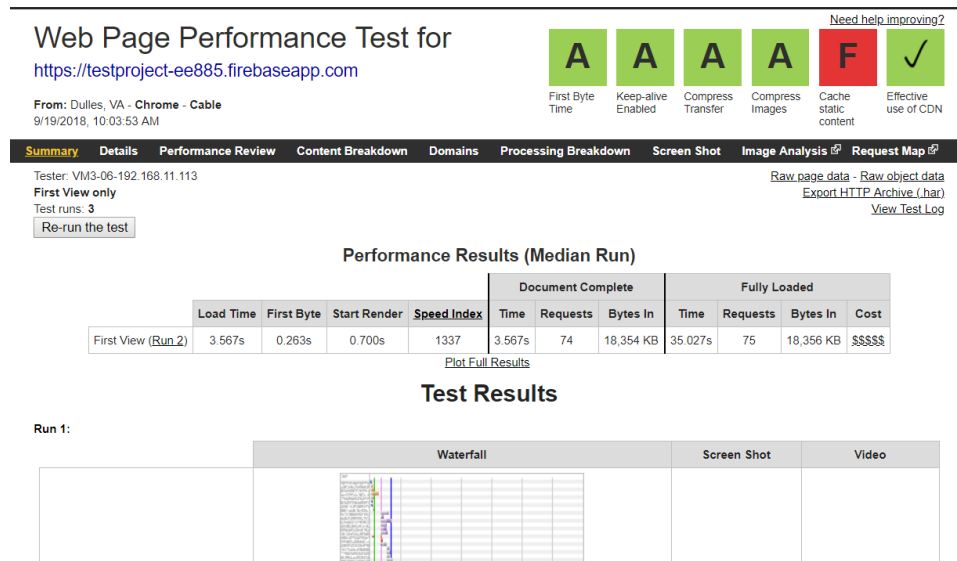 Need help improving?
Web Page Performance Test for
https://testproject-ee885.firebaseapp.com
From: Dulles, VA - Chrome - Cable
9/19/2018, 10:03:53 AM
A A A A F ✓
First Byte Time
Keep-alive Enabled
Compress Transfer
Compress Images
Cache static content
Effective use of CDN
Summary Details Performance Review Content Breakdown Domains Processing Breakdown Screen Shot Image Analysis Request Map
Tester: VM3-06-192.168.11.113
First View only
Test runs: 3
Re-run the test
Raw page data - Raw object data
Export HTTP Archive (.har)
View Test Log
Performance Results (Median Run)
Document Complete Fully Loaded
Load Time First Byte Start Render Speed Index Time Requests Bytes In Time Requests Bytes In Cost
First View (Run 2) 3.567s 0.263s 0.700s 1337 3.567s 74 18,354 KB 35.027s 75 18,356 KB $$$$$
Plot Full Results
Test Results
Run 1:
Waterfall Screen Shot Video